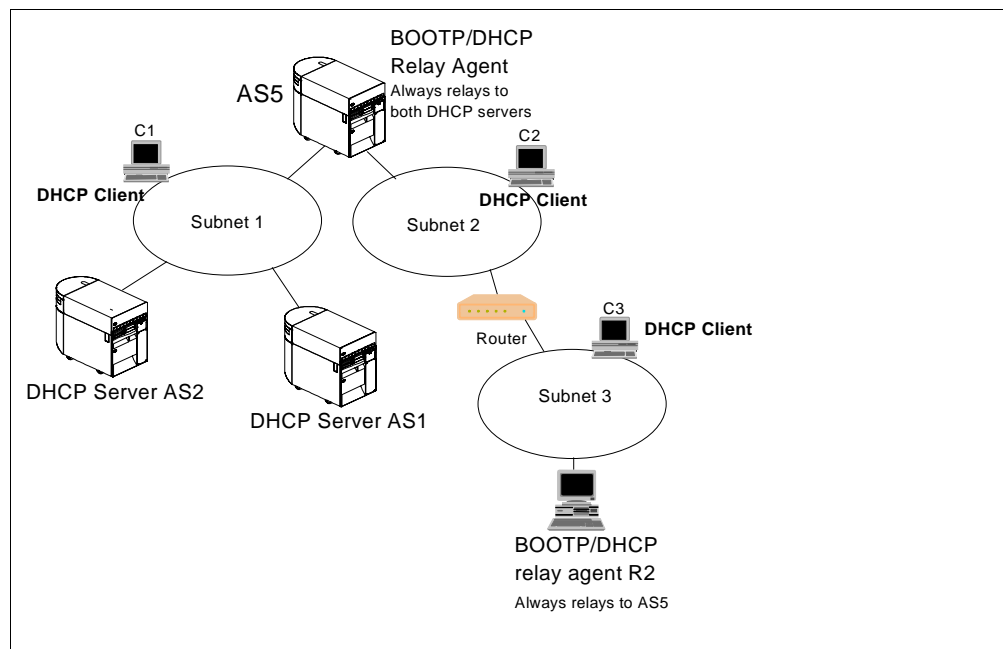 BOOTP/DHCP
Relay Agent
Always relays to
both DHCP servers
AS5
C1
DHCP Client
C2
DHCP Client
Subnet 1
Subnet 2
Router
C3
DHCP Client
DHCP Server AS2
DHCP Server AS1
Subnet 3
BOOTP/DHCP
relay agent R2
Always relays to AS5